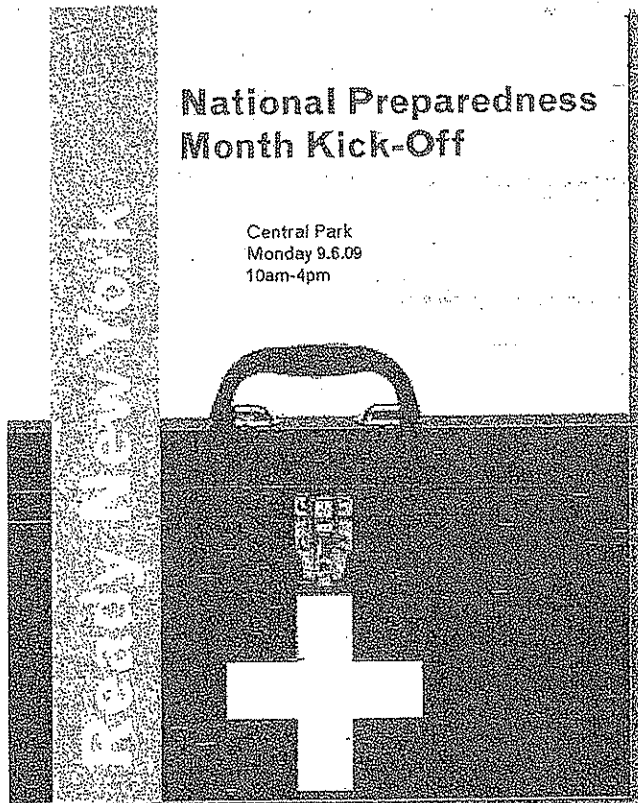 National Preparedness
Month Kick-Off
Central Park
Monday 9.6.09
10am-4pm
Ready New York